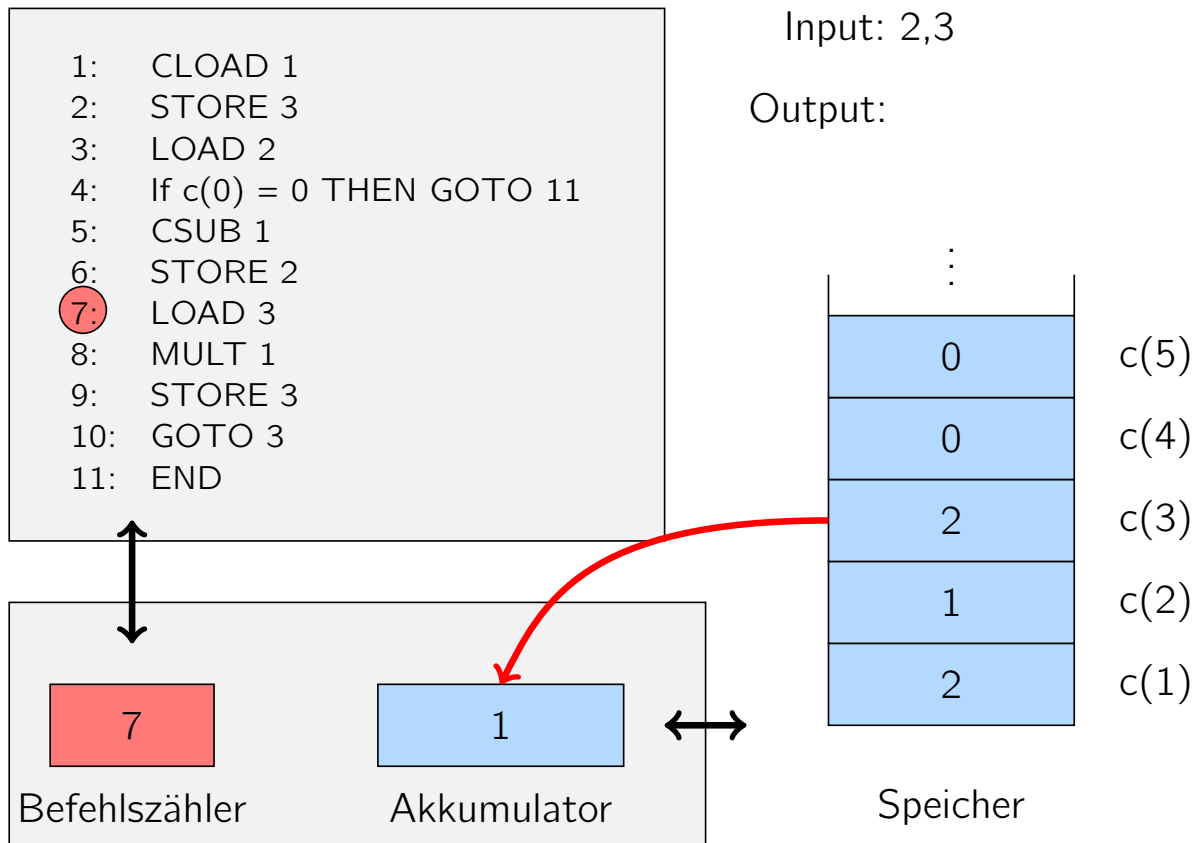 1: CLOAD 1
2: STORE 3
3: LOAD 2
4: If c(0) = 0 THEN GOTO 11
5: CSUB 1
6: STORE 2
7: LOAD 3
8: MULT 1
9: STORE 3
10: GOTO 3
11: END
Input: 2,3
Output:
⋮
0 c(5)
0 c(4)
2 c(3)
1 c(2)
2 c(1)
Speicher
7
Befehlszähler
1
Akkumulator